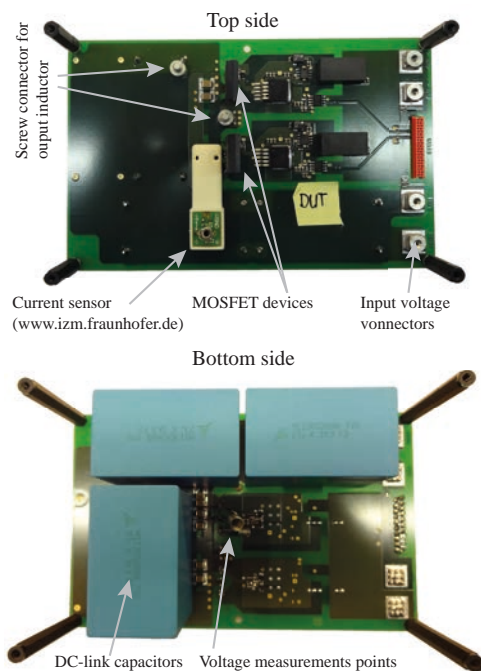 Top side
Screw connector for
ouput inductor
DUT
Current sensor
(www.izm.fraunhofer.de)
MOSFET devices
Input voltage
vonnectors
Bottom side
DC-link capacitors
Voltage measurements points